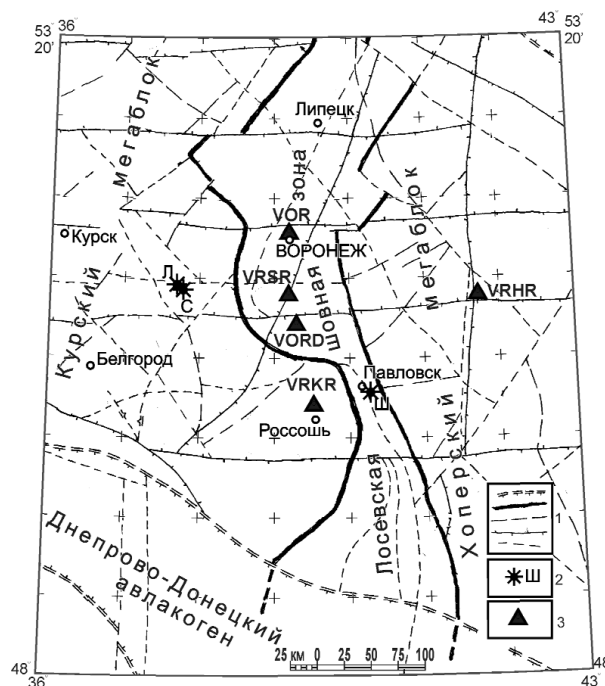 53° 36° 43° 53°
20' 20'
Липецк
мегаблок
зона
VOR
Курск
ВОРОНЕЖ
мегаблок
Л
С
VRSR
VRHR
Шовная
VORD
Курский
Белгород
Павловск
VRKR
Ш
Россошь
Лосевская
Хоперский
1
Ш 2
3
Днепрово-Донецкий
авлакоген
25 КМ 0 25 50 75 100
48° 48°
36° 43°